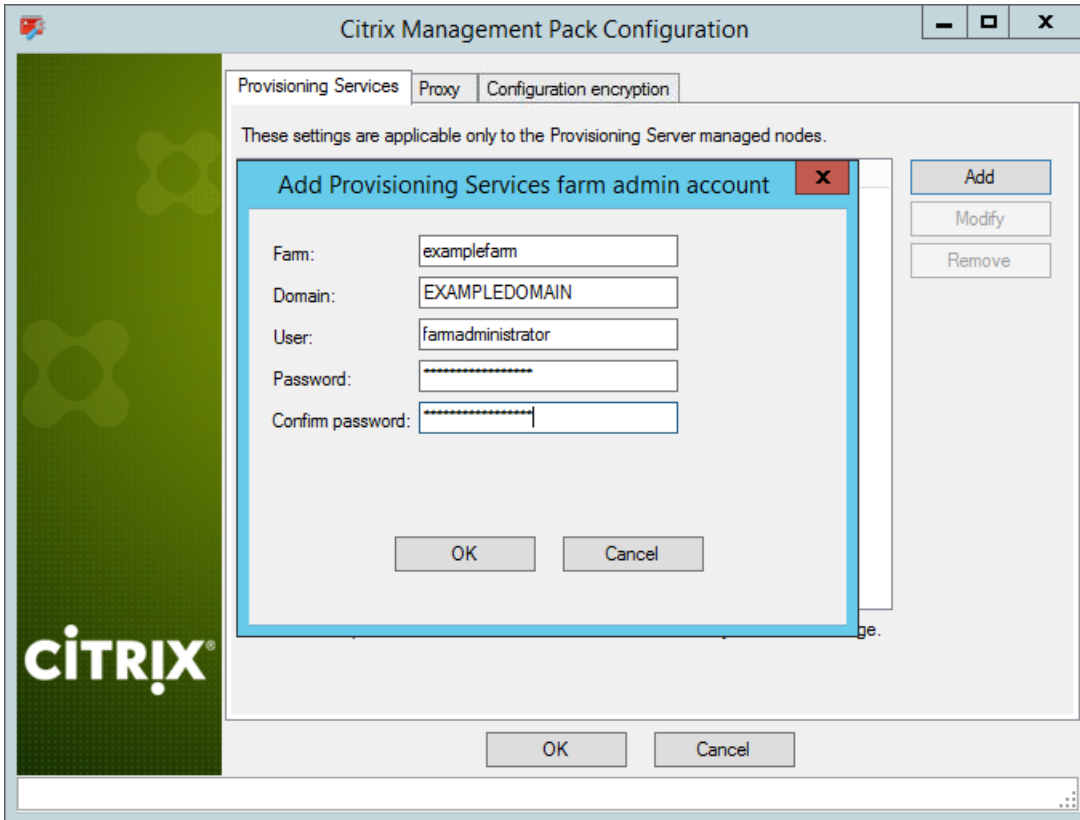 Citrix Management Pack Configuration
Provisioning Services
Proxy
Configuration encryption
These settings are applicable only to the Provisioning Server managed nodes.
Add Provisioning Services farm admin account
X
Add
Modify
Remove
Farm: examplefarm
Domain: EXAMPLEDOMAIN
User: farmadministrator
Password: *****************
Confirm password: *****************
OK Cancel
ge.
CİTRIX®
OK Cancel